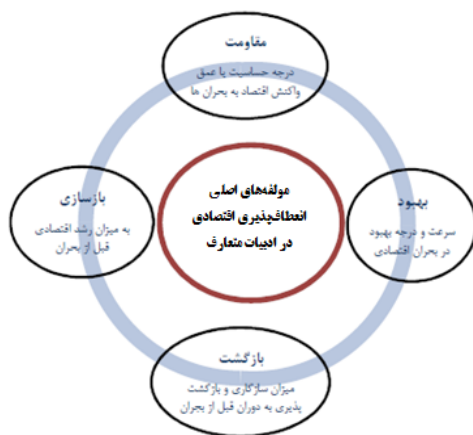 مقاومت
درجه حساسیت یا عمق
واکنش اقتصاد به بحران ها
مولفه‌های اصلی
انعطاف‌پذیری اقتصادی
در ادبیات متعارف
بهبود
سرعت و درجه بهبود
در بحران اقتصادی
بازسازی
به میزان رشد اقتصادی
قبل از بحران
بازگشت
میزان سازگاری و بازگشت
پذیری به دوران قبل از بحران